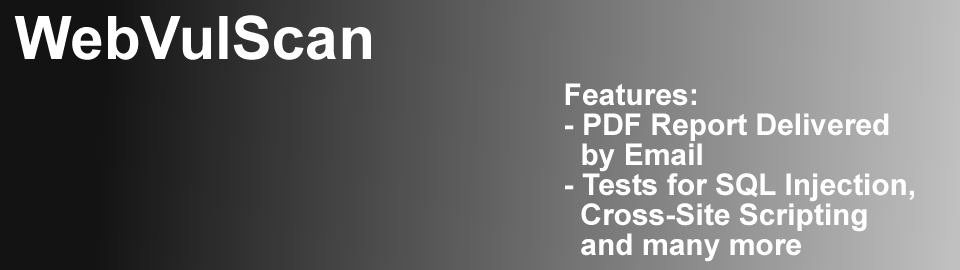 WebVulScan
Features:
- PDF Report Delivered
by Email
- Tests for SQL Injection,
Cross-Site Scripting
and many more